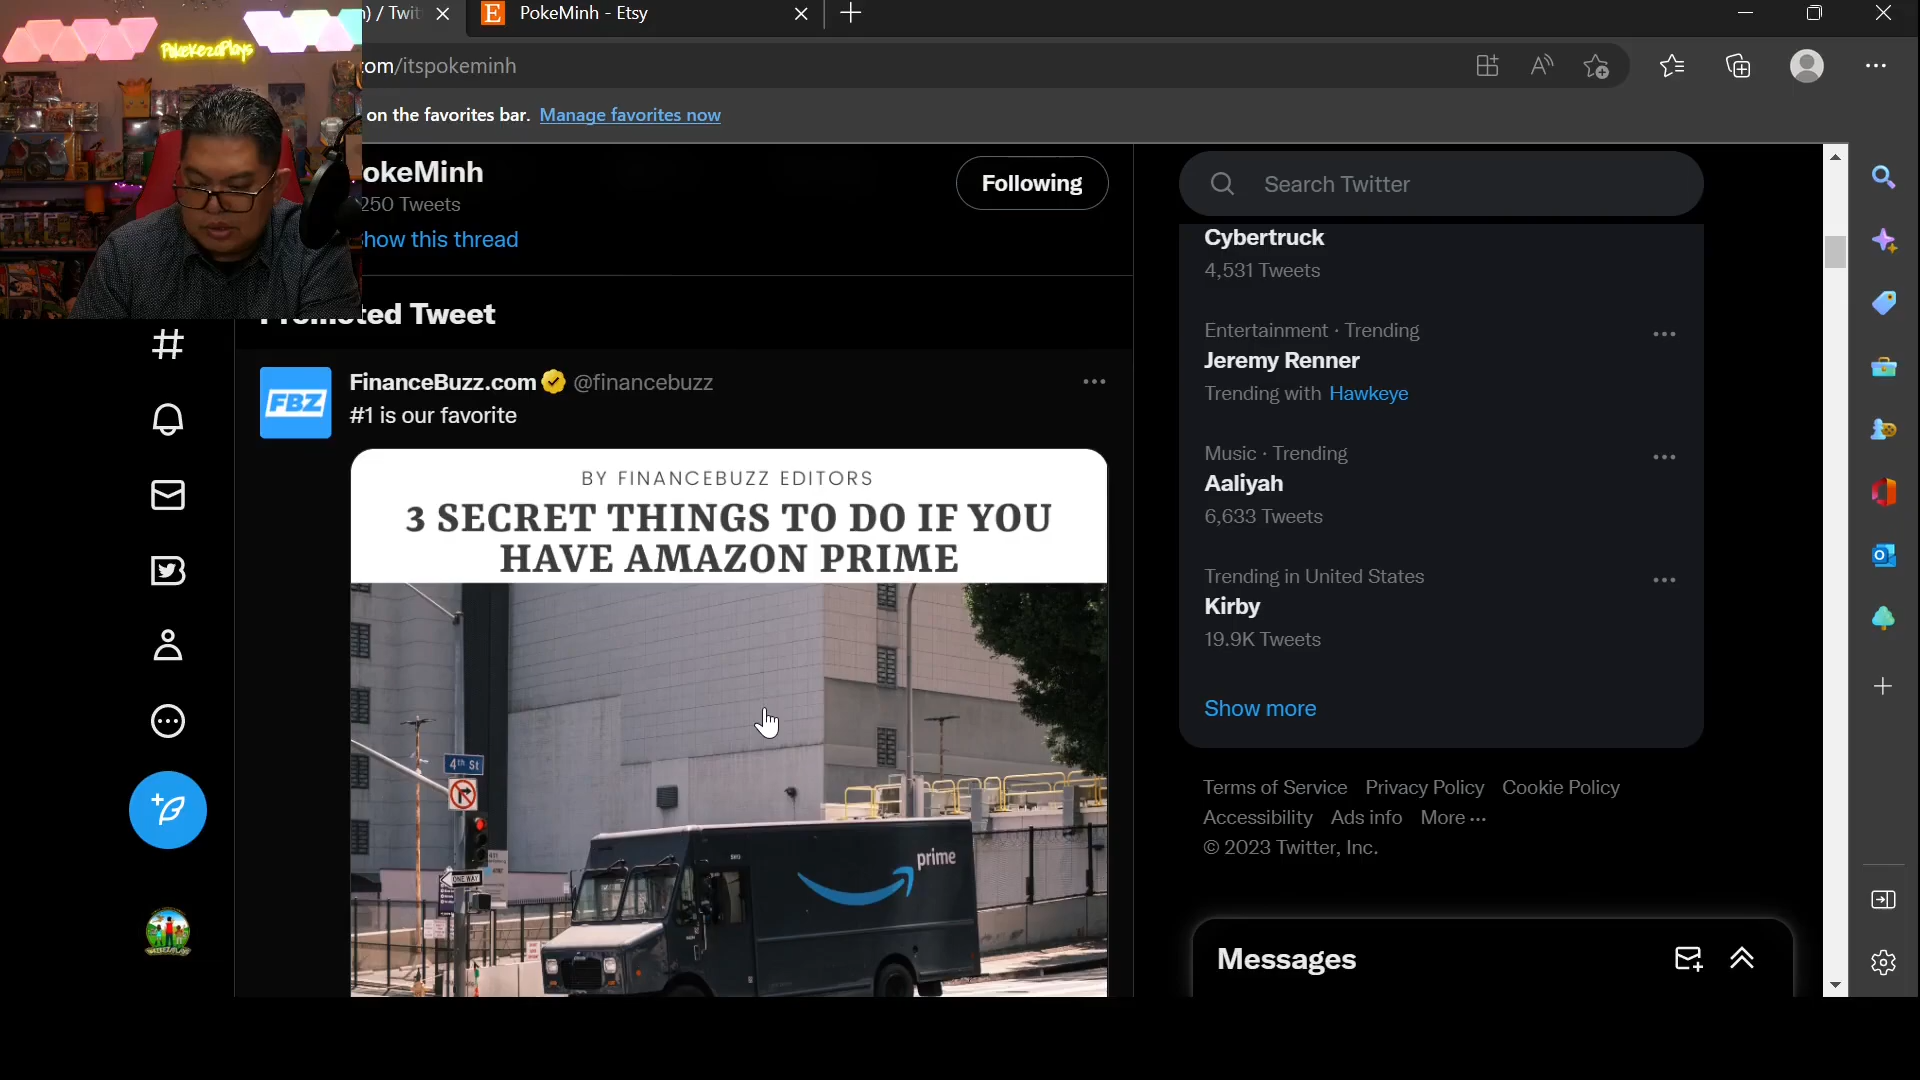 ) / Twit
PokeMinh - Etsy
PokeKezaPlays
om/itspokeminh
on the favorites bar. Manage favorites now
okeMinh
250 Tweets
Following
how this thread
Search Twitter
Cybertruck
4,531 Tweets
Promoted Tweet
Entertainment · Trending
Jeremy Renner
Trending with Hawkeye
FBZ
FinanceBuzz.com @financebuzz
#1 is our favorite
Music · Trending
Aaliyah
6,633 Tweets
BY FINANCEBUZZ EDITORS
3 SECRET THINGS TO DO IF YOU
HAVE AMAZON PRIME
Trending in United States
Kirby
19.9K Tweets
Show more
4th St
ONE WAY
prime
Terms of Service Privacy Policy Cookie Policy
Accessibility Ads info More ···
© 2023 Twitter, Inc.
Messages